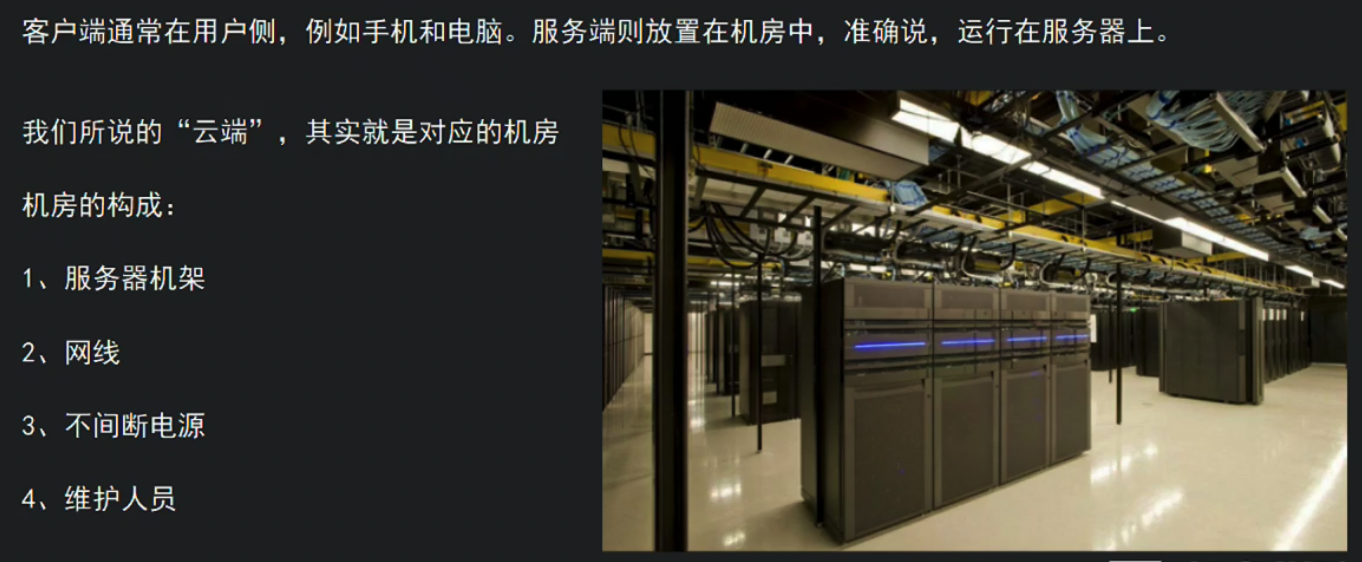 客户端通常在用户侧，例如手机和电脑。服务端则放置在机房中，准确说，运行在服务器上。
我们所说的“云端”，其实就是对应的机房
机房的构成：
1、服务器机架
2、网线
3、不间断电源
4、维护人员